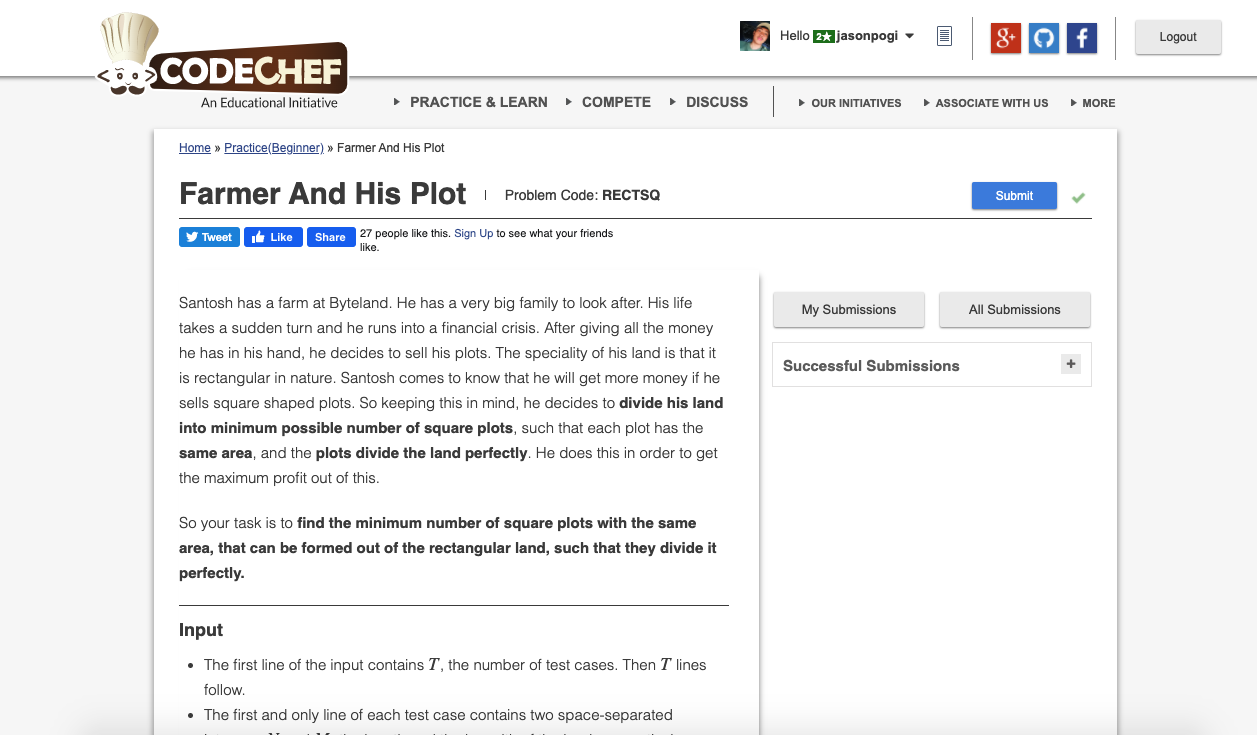 Hello 2★ jasonpogi
Logout
CODECHEF
An Educational Initiative
PRACTICE & LEARN COMPETE DISCUSS OUR INITIATIVES ASSOCIATE WITH US MORE
Home » Practice(Beginner) » Farmer And His Plot
Farmer And His Plot | Problem Code: RECTSQ Submit
Tweet Like Share 27 people like this. Sign Up to see what your friends
like.
Santosh has a farm at Byteland. He has a very big family to look after. His life
takes a sudden turn and he runs into a financial crisis. After giving all the money
he has in his hand, he decides to sell his plots. The speciality of his land is that it
is rectangular in nature. Santosh comes to know that he will get more money if he
sells square shaped plots. So keeping this in mind, he decides to divide his land
into minimum possible number of square plots, such that each plot has the
same area, and the plots divide the land perfectly. He does this in order to get
the maximum profit out of this.
So your task is to find the minimum number of square plots with the same
area, that can be formed out of the rectangular land, such that they divide it
perfectly.
Input
• The first line of the input contains T, the number of test cases. Then T lines
follow.
• The first and only line of each test case contains two space-separated
My Submissions All Submissions
Successful Submissions +